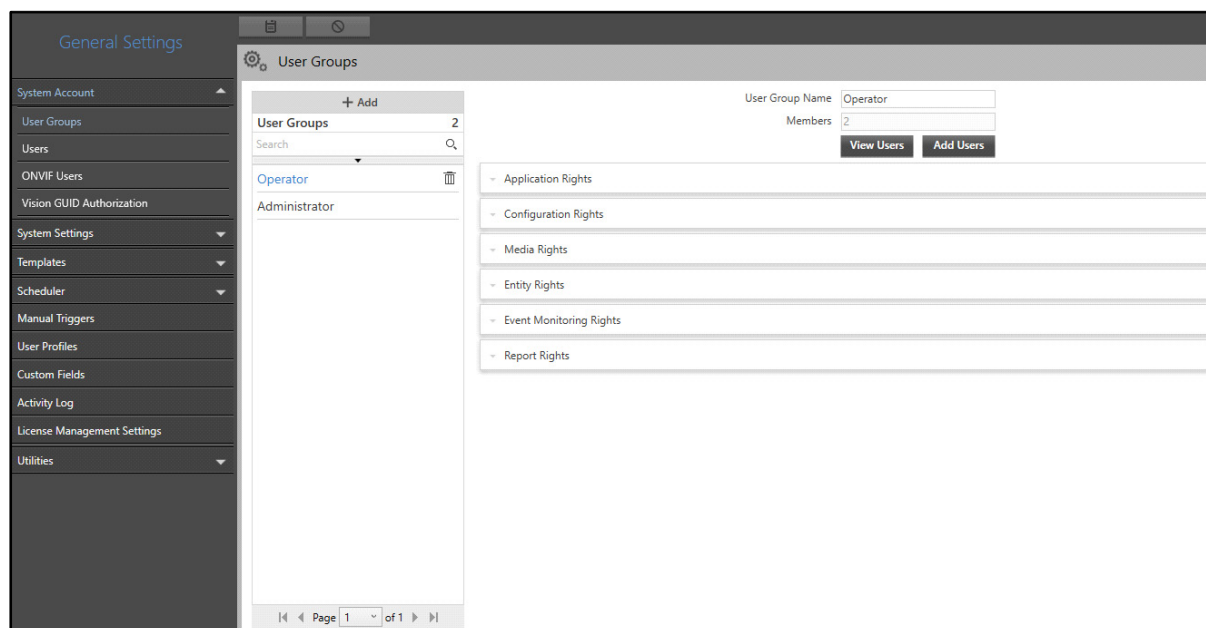 General Settings
System Account
User Groups
Users
ONVIF Users
Vision GUID Authorization
System Settings
Templates
Scheduler
Manual Triggers
User Profiles
Custom Fields
Activity Log
License Management Settings
Utilities
User Groups
+ Add
User Groups 2
Search
Operator
Administrator
Page 1 of 1
User Group Name Operator
Members 2
View Users Add Users
Application Rights
Configuration Rights
Media Rights
Entity Rights
Event Monitoring Rights
Report Rights